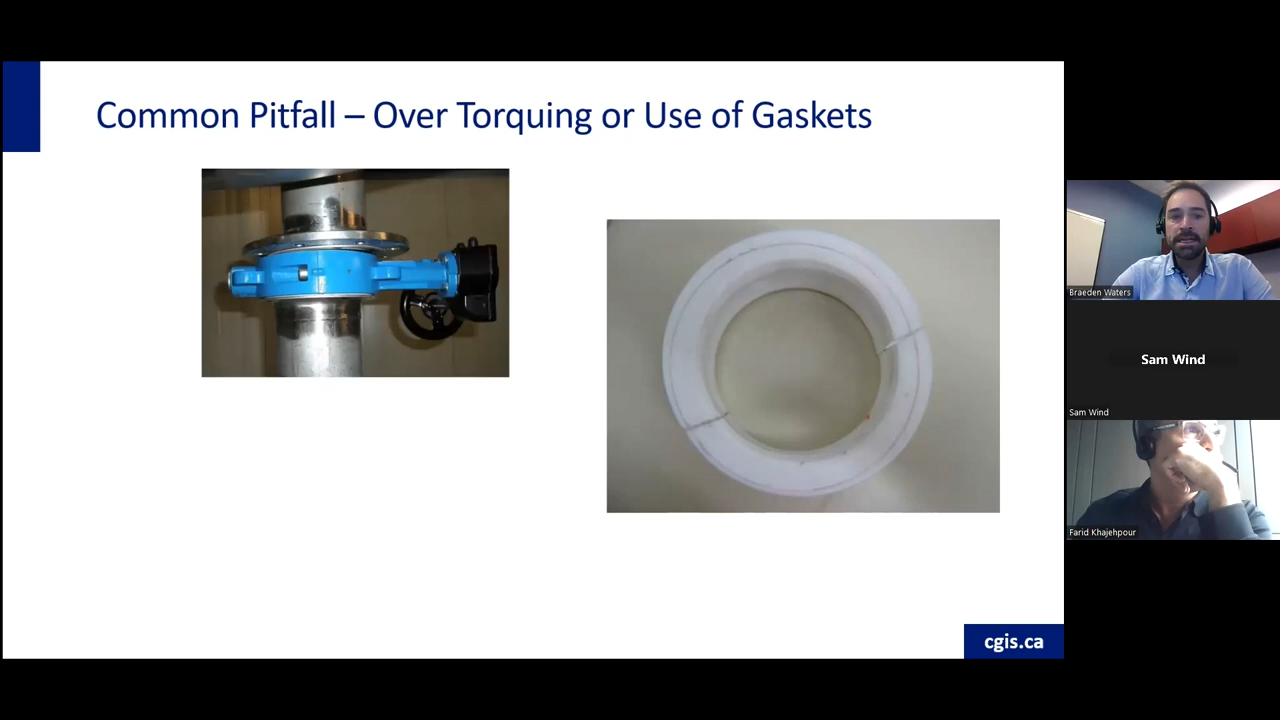 Common Pitfall – Over Torquing or Use of Gaskets
Braeden Waters
Sam Wind
Sam Wind
Farid Khajehpour
cgis.ca